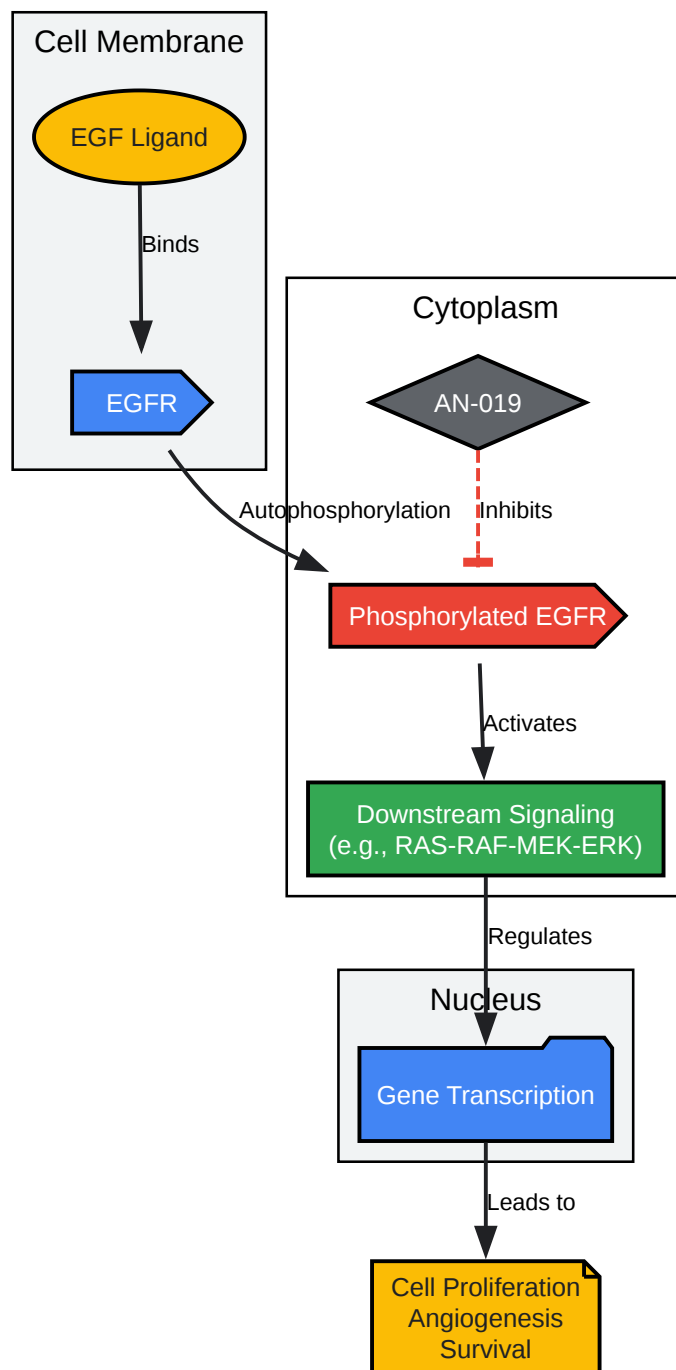 Cell Membrane
EGF Ligand
Binds
EGFR
Cytoplasm
AN-019
Autophosphorylation
Inhibits
Phosphorylated EGFR
Activates
Downstream Signaling
(e.g., RAS-RAF-MEK-ERK)
Regulates
Nucleus
Gene Transcription
Leads to
Cell Proliferation
Angiogenesis
Survival